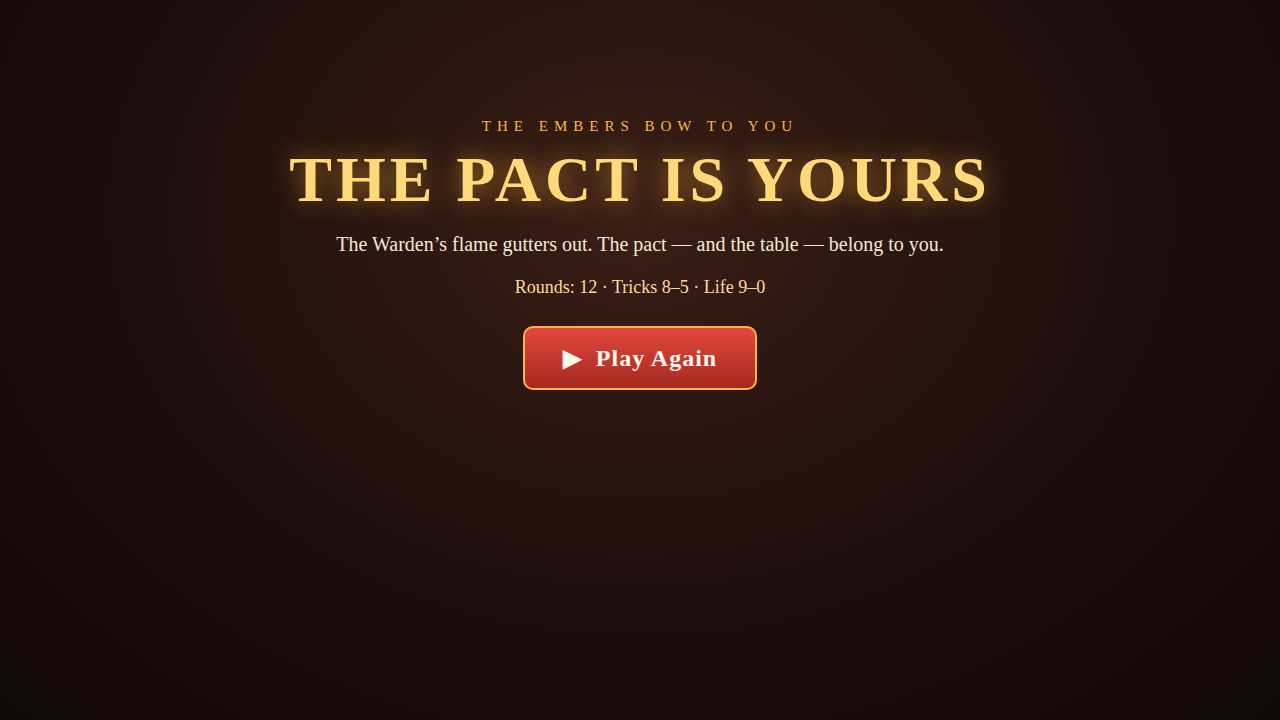 THE EMBERS BOW TO YOU
THE PACT IS YOURS
The Warden’s flame gutters out. The pact — and the table — belong to you.
Rounds: 12 · Tricks 8–5 · Life 9–0
▶ Play Again